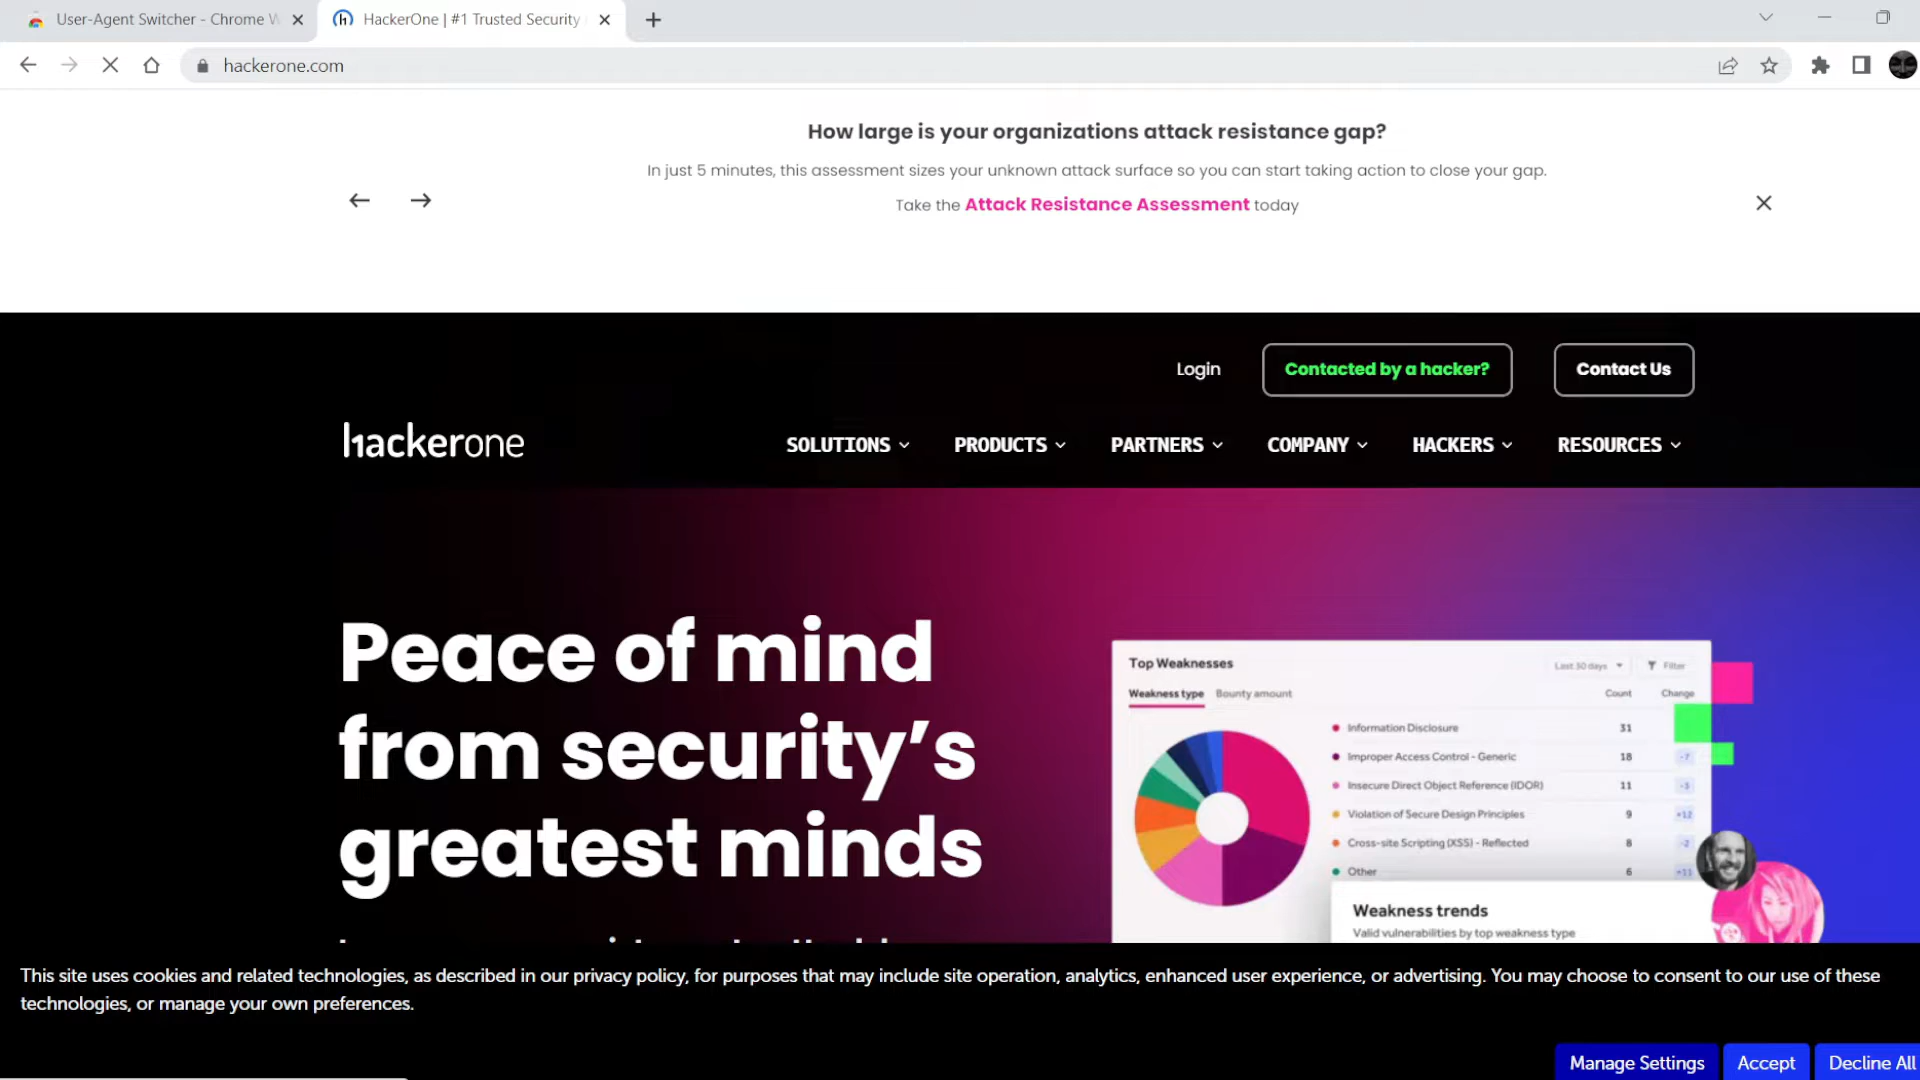 User-Agent Switcher - Chrome W
HackerOne | #1 Trusted Security
hackerone.com
How large is your organizations attack resistance gap?
In just 5 minutes, this assessment sizes your unknown attack surface so you can start taking action to close your gap.
Take the Attack Resistance Assessment today
Login
Contacted by a hacker?
Contact Us
hackerone
SOLUTIONS
PRODUCTS
PARTNERS
COMPANY
HACKERS
RESOURCES
Peace of mind
from security’s
greatest minds
Top Weaknesses
Last 30 days
Filter
Weakness type
Bounty amount
Count
Change
Information Disclosure 31
Improper Access Control - Generic 18 -7
Insecure Direct Object Reference (IDOR) 11 -3
Violation of Secure Design Principles 9 +12
Cross-site Scripting (XSS) - Reflected 8 -2
Other 6 +11
Weakness trends
Valid vulnerabilities by top weakness type
This site uses cookies and related technologies, as described in our privacy policy, for purposes that may include site operation, analytics, enhanced user experience, or advertising. You may choose to consent to our use of these
technologies, or manage your own preferences.
Manage Settings
Accept
Decline All